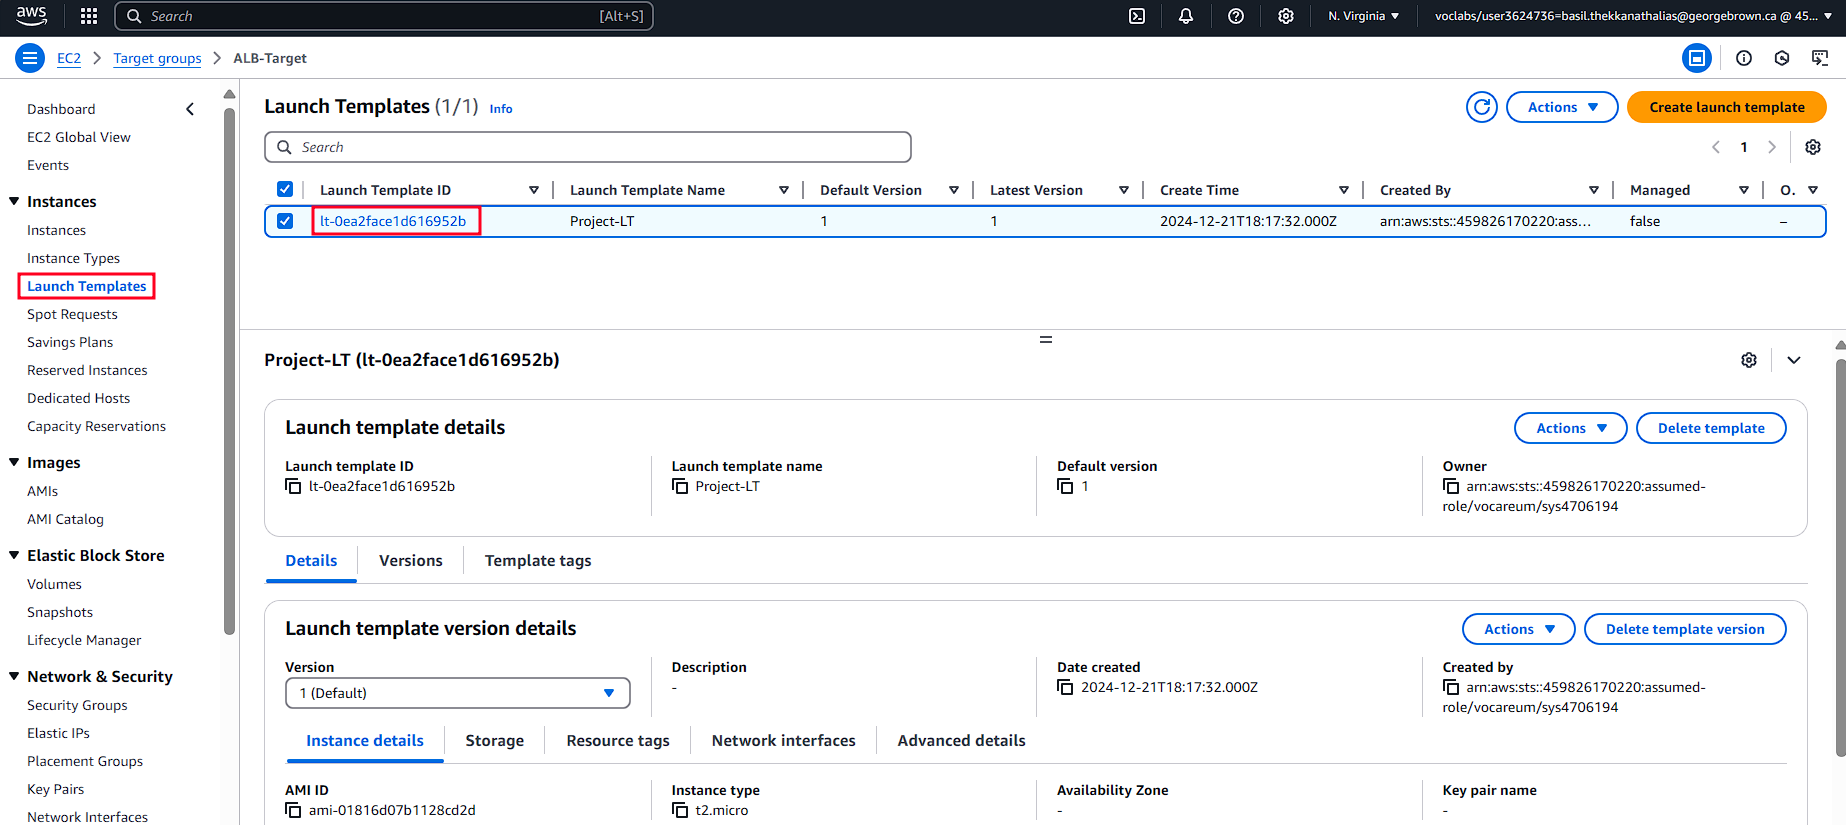 aws
Search [Alt+S]
N. Virginia
voclabs/user3624736=basil.thekkanathalias@georgebrown.ca @ 45...
EC2 > Target groups > ALB-Target
Dashboard
EC2 Global View
Events
Instances
Instances
Instance Types
Launch Templates
Spot Requests
Savings Plans
Reserved Instances
Dedicated Hosts
Capacity Reservations
Images
AMIs
AMI Catalog
Elastic Block Store
Volumes
Snapshots
Lifecycle Manager
Network & Security
Security Groups
Elastic IPs
Placement Groups
Key Pairs
Network Interfaces
Launch Templates (1/1) Info
Actions
Create launch template
Search
1
Launch Template ID Launch Template Name Default Version Latest Version Create Time Created By Managed O.
lt-0ea2face1d616952b Project-LT 1 1 2024-12-21T18:17:32.000Z arn:aws:sts::459826170220:ass... false –
Project-LT (lt-0ea2face1d616952b)
Launch template details
Actions
Delete template
Launch template ID
lt-0ea2face1d616952b
Launch template name
Project-LT
Default version
1
Owner
arn:aws:sts::459826170220:assumed-
role/vocareum/sys4706194
Details Versions Template tags
Launch template version details
Actions
Delete template version
Version
1 (Default)
Description
-
Date created
2024-12-21T18:17:32.000Z
Created by
arn:aws:sts::459826170220:assumed-
role/vocareum/sys4706194
Instance details Storage Resource tags Network interfaces Advanced details
AMI ID
ami-01816d07b1128cd2d
Instance type
t2.micro
Availability Zone
-
Key pair name
-